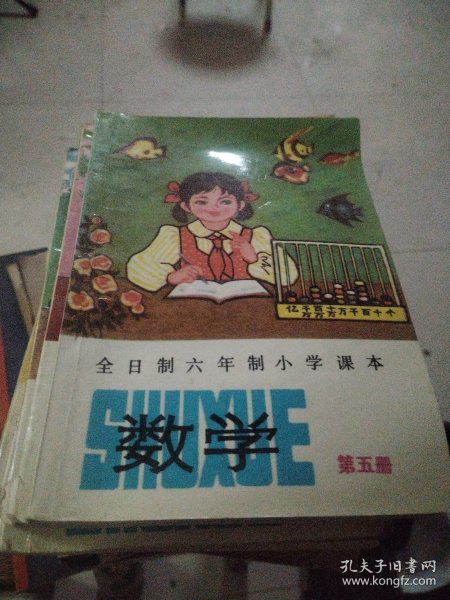 亿千万百万十万万千百十个
全日制六年制小学课本
SHUXUE
数学
第五册
孔夫子旧书网
www.kongfz.com